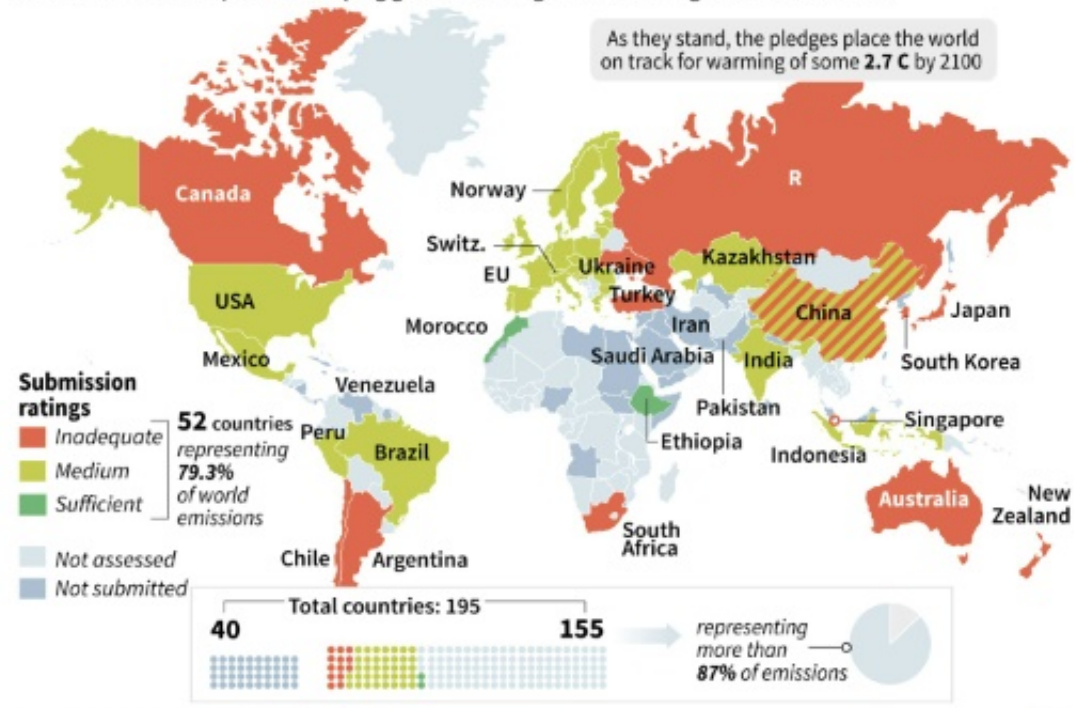 As they stand, the pledges place the world
on track for warming of some 2.7 C by 2100
Canada
R
Norway
Switz.
EU
Ukraine
Kazakhstan
Turkey
USA
China
Japan
Morocco
Iran
Mexico
Saudi Arabia
India
South Korea
Venezuela
Pakistan
Singapore
Peru
Ethiopia
Brazil
Indonesia
Australia
New
Zealand
South
Africa
Chile
Argentina
Submission
ratings
Inadequate
Medium
Sufficient
52 countries
representing
79.3%
of world
emissions
Not assessed
Not submitted
Total countries: 195
40
155
representing
more than
87% of emissions